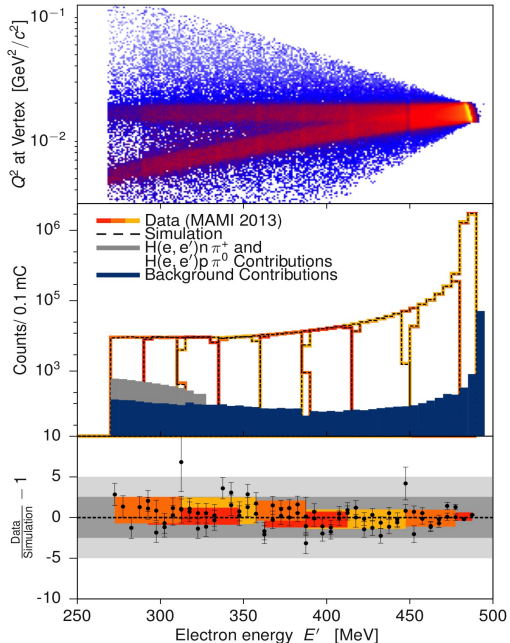 10⁻¹
10⁻²
Q² at Vertex [GeV²/c²]
Data (MAMI 2013)
Simulation
H(e, e′)n π⁺ and
H(e, e′)p π⁰ Contributions
Background Contributions
10⁶
10⁵
10³
10
Counts/ 0.1 mC
10
5
0
-5
-10
Data/Simulation − 1
250 300 350 400 450 500
Electron energy E′ [MeV]